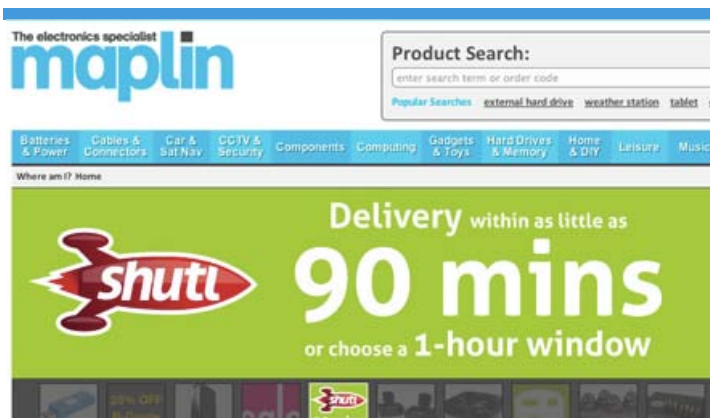 The electronics specialist
maplin
Product Search:
enter search term or order code
Popular Searches external hard drive weather station tablet
Batteries & Power Cables & Connectors Car & Sat Nav CCTV & Security Components Computing Gadgets & Toys Hard Drives & Memory Home & DIY Leisure Music
Where am I? Home
Delivery within as little as
shutl
90 mins
or choose a 1-hour window
20% OFF
shutl